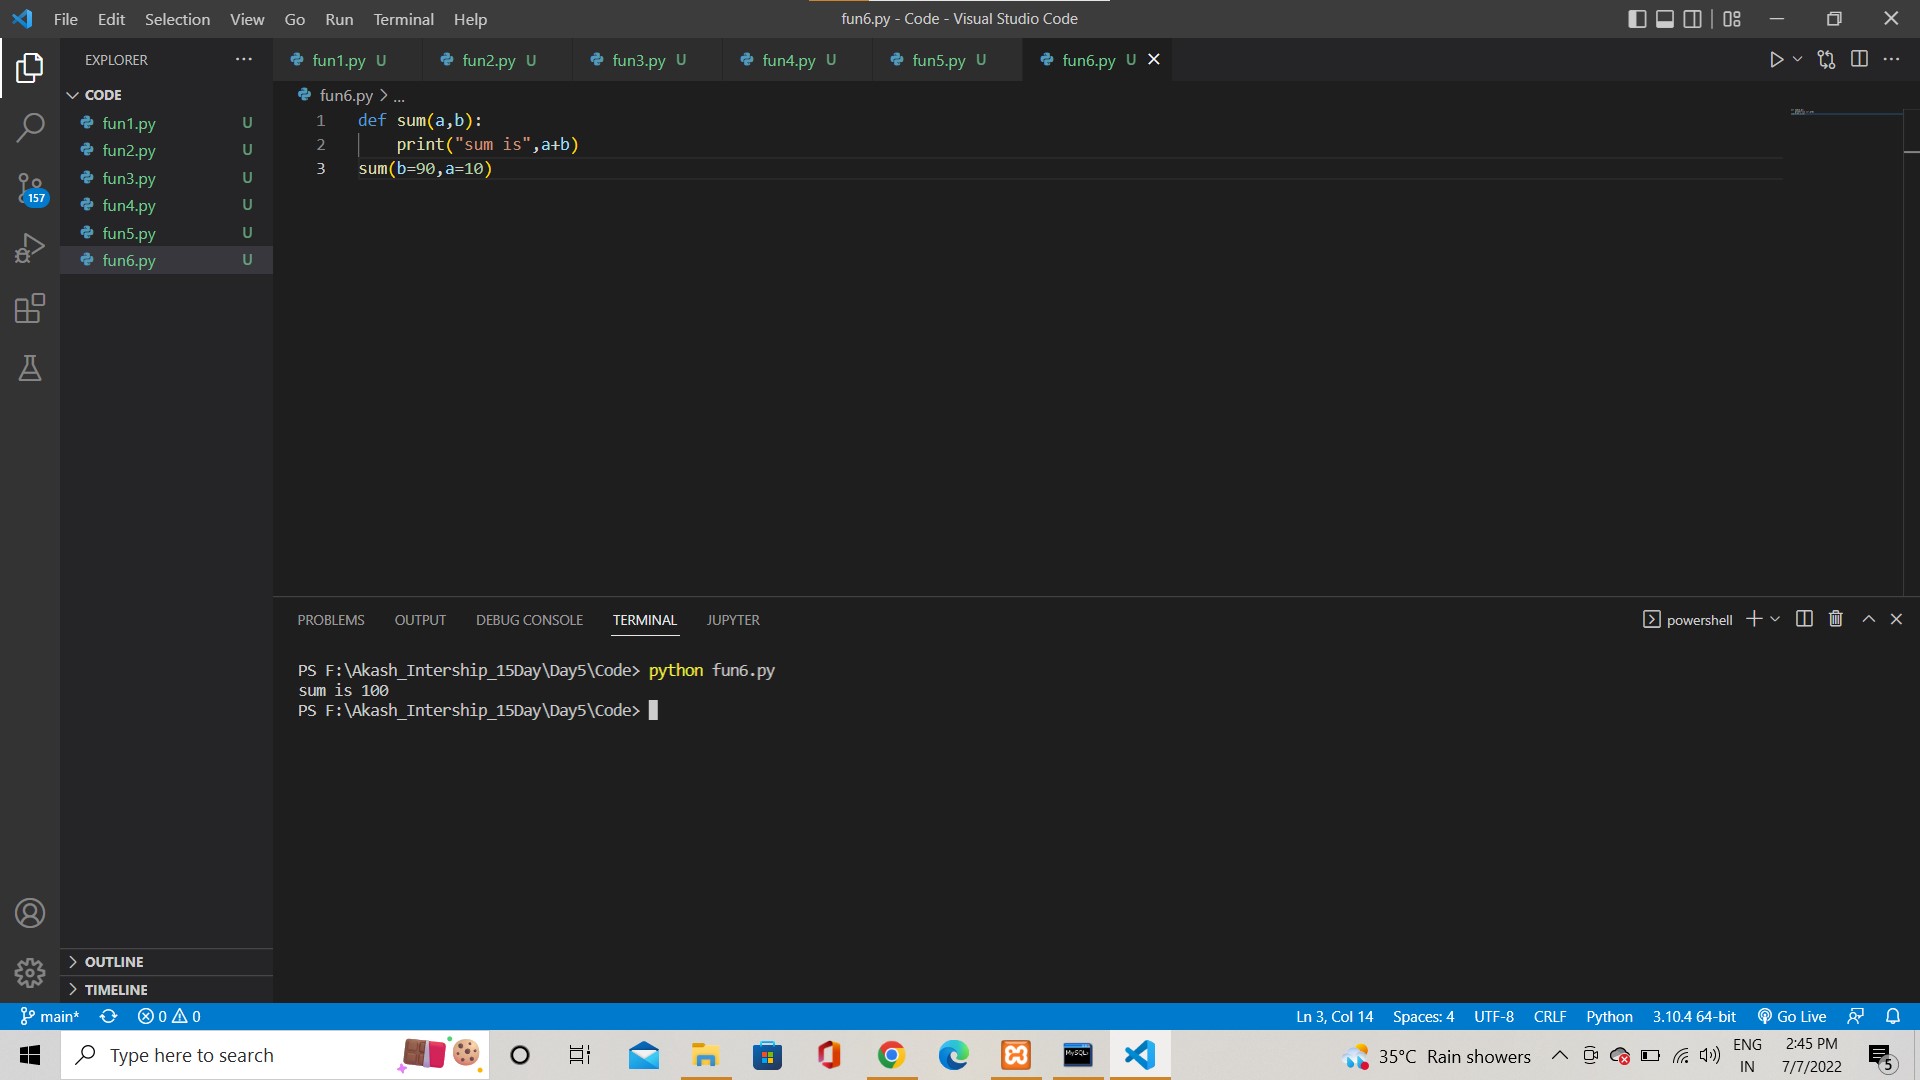 File Edit Selection View Go Run Terminal Help
fun6.py - Code - Visual Studio Code
EXPLORER ...
fun1.py U fun2.py U fun3.py U fun4.py U fun5.py U fun6.py U
CODE
fun1.py U
fun2.py U
fun3.py U
fun4.py U
fun5.py U
fun6.py U
157
OUTLINE
TIMELINE
fun6.py > ...
1 def sum(a,b):
2     print("sum is",a+b)
3 sum(b=90,a=10)
PROBLEMS OUTPUT DEBUG CONSOLE TERMINAL JUPYTER
powershell
PS F:\Akash_Intership_15Day\Day5\Code> python fun6.py
sum is 100
PS F:\Akash_Intership_15Day\Day5\Code>
main* 0 0
Ln 3, Col 14 Spaces: 4 UTF-8 CRLF Python 3.10.4 64-bit Go Live
Type here to search
MySQL
35°C Rain showers
ENG
IN
2:45 PM
7/7/2022
5